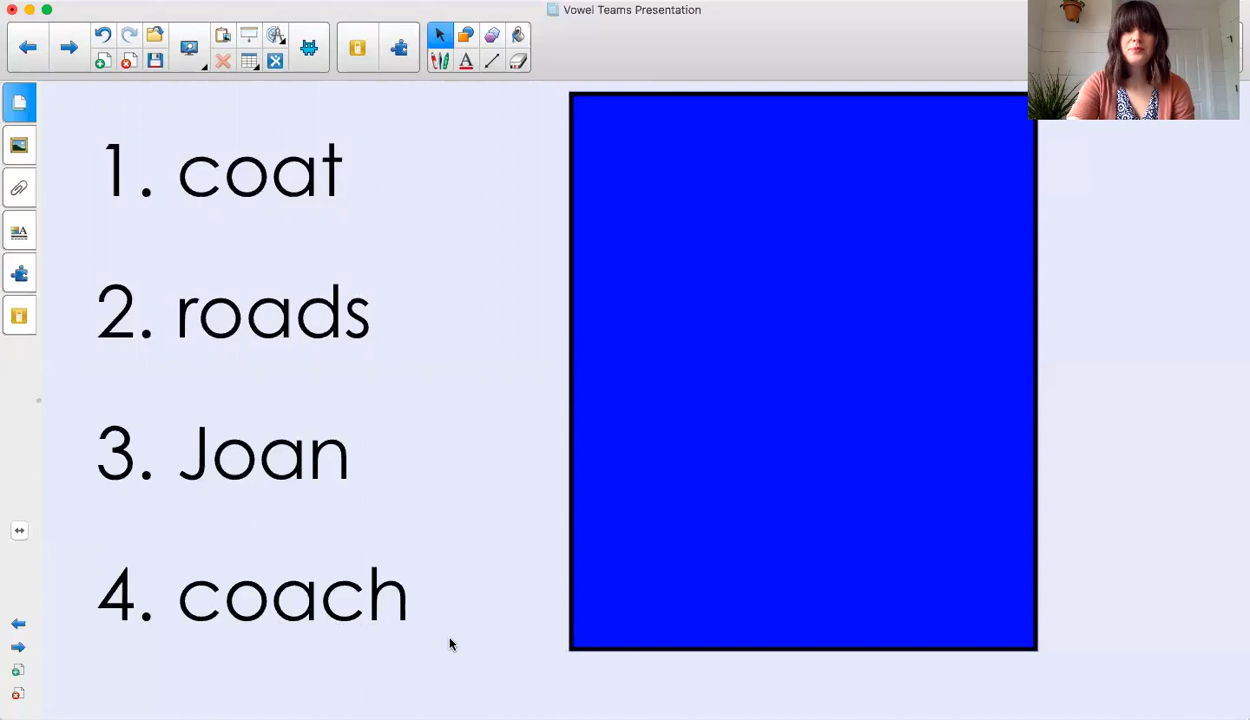 Vowel Teams Presentation
1. coat
2. roads
3. Joan
4. coach